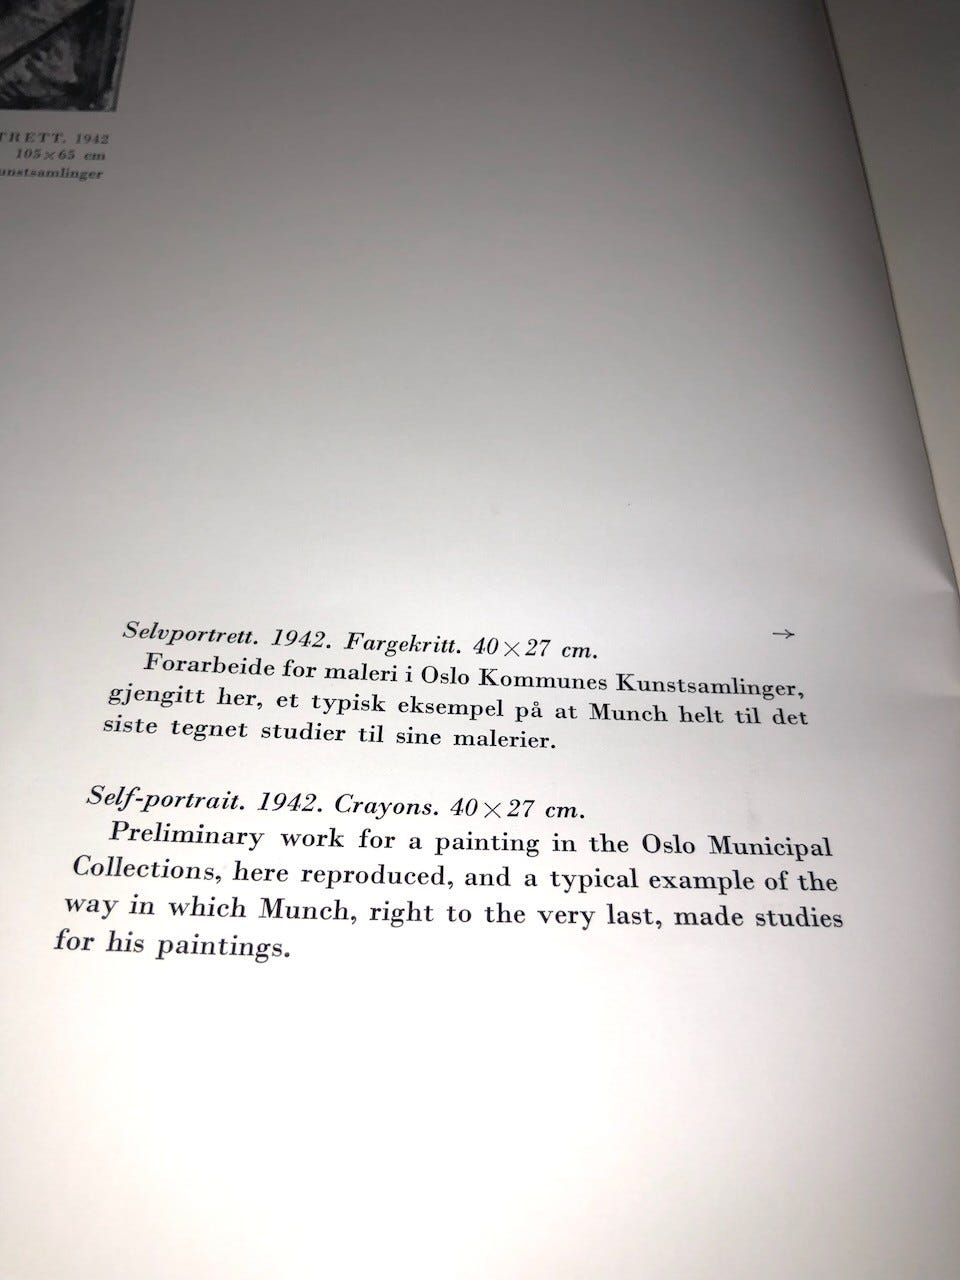 TRETT. 1942
105×65 cm
unstsamlinger
Selvportrett. 1942. Fargekritt. 40×27 cm. →
Forarbeide for maleri i Oslo Kommunes Kunstsamlinger,
gjengitt her, et typisk eksempel på at Munch helt til det
siste tegnet studier til sine malerier.
Self-portrait. 1942. Crayons. 40×27 cm.
Preliminary work for a painting in the Oslo Municipal
Collections, here reproduced, and a typical example of the
way in which Munch, right to the very last, made studies
for his paintings.